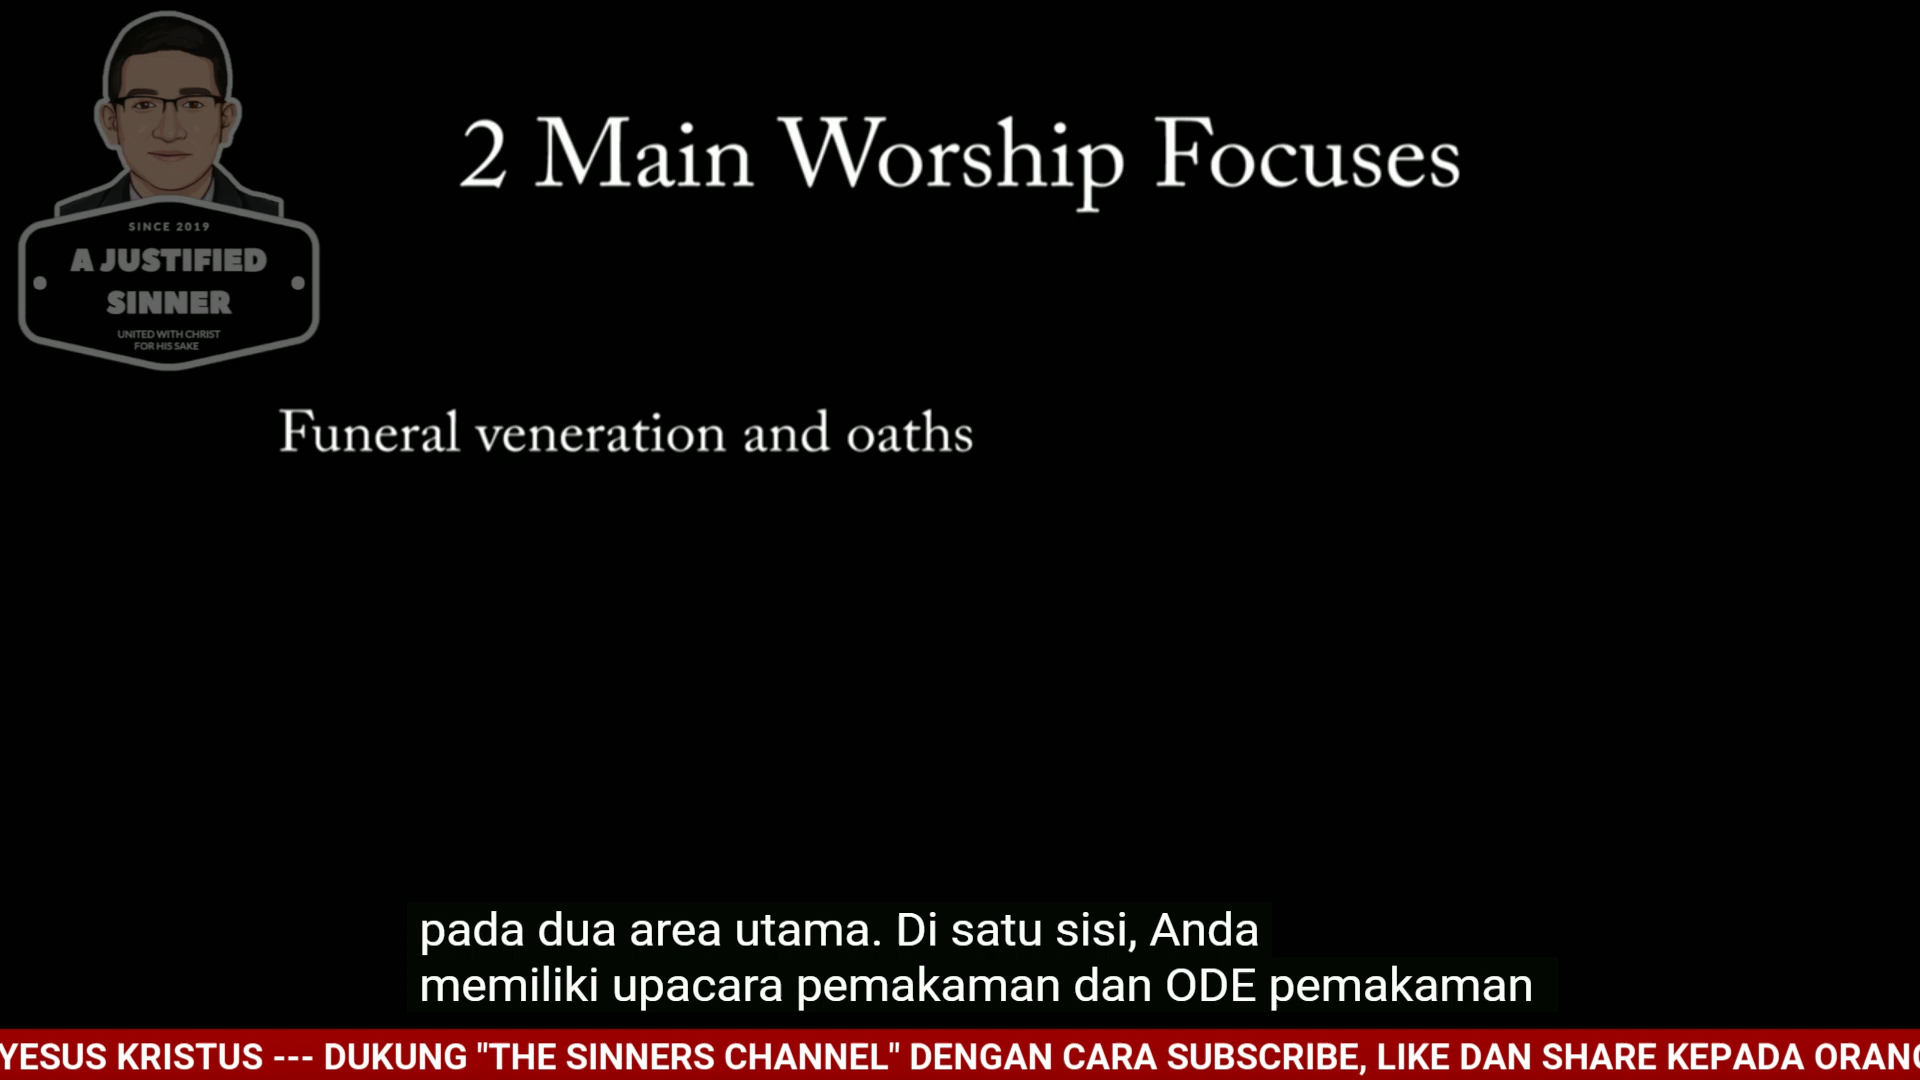 2 Main Worship Focuses
SINCE 2019
A JUSTIFIED
SINNER
UNITED WITH CHRIST
FOR HIS SAKE
Funeral veneration and oaths
pada dua area utama. Di satu sisi, Anda
memiliki upacara pemakaman dan ODE pemakaman
YESUS KRISTUS --- DUKUNG "THE SINNERS CHANNEL" DENGAN CARA SUBSCRIBE, LIKE DAN SHARE KEPADA ORANG